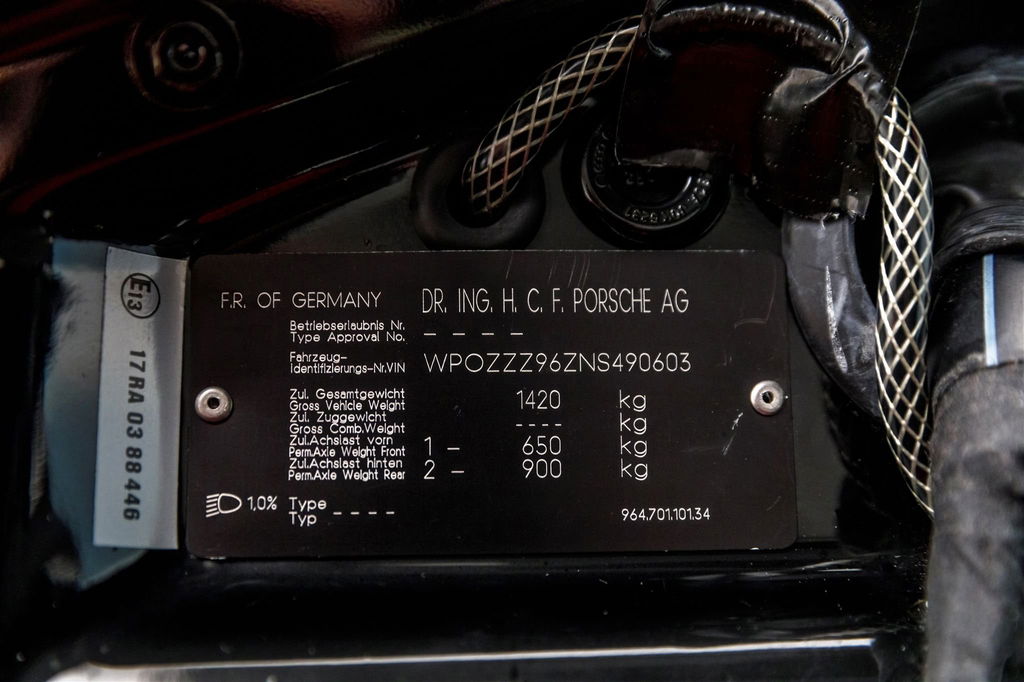 F.R. OF GERMANY DR. ING. H. C. F. PORSCHE AG
Betriebserlaubnis Nr.
Type Approval No. – – – –
Fahrzeug-
Identifizierungs-Nr.VIN WPOZZZ96ZNS490603
Zul. Gesamtgewicht
Gross Vehicle Weight 1420 kg
Zul. Zuggewicht
Gross Comb.Weight ---- kg
Zul.Achslast vorn
Perm.Axle Weight Front 1 – 650 kg
Zul.Achslast hinten
Perm.Axle Weight Rear 2 – 900 kg
1,0% Type
Typ – – – –
964.701.101.34
E13
17 RA 03 88 446